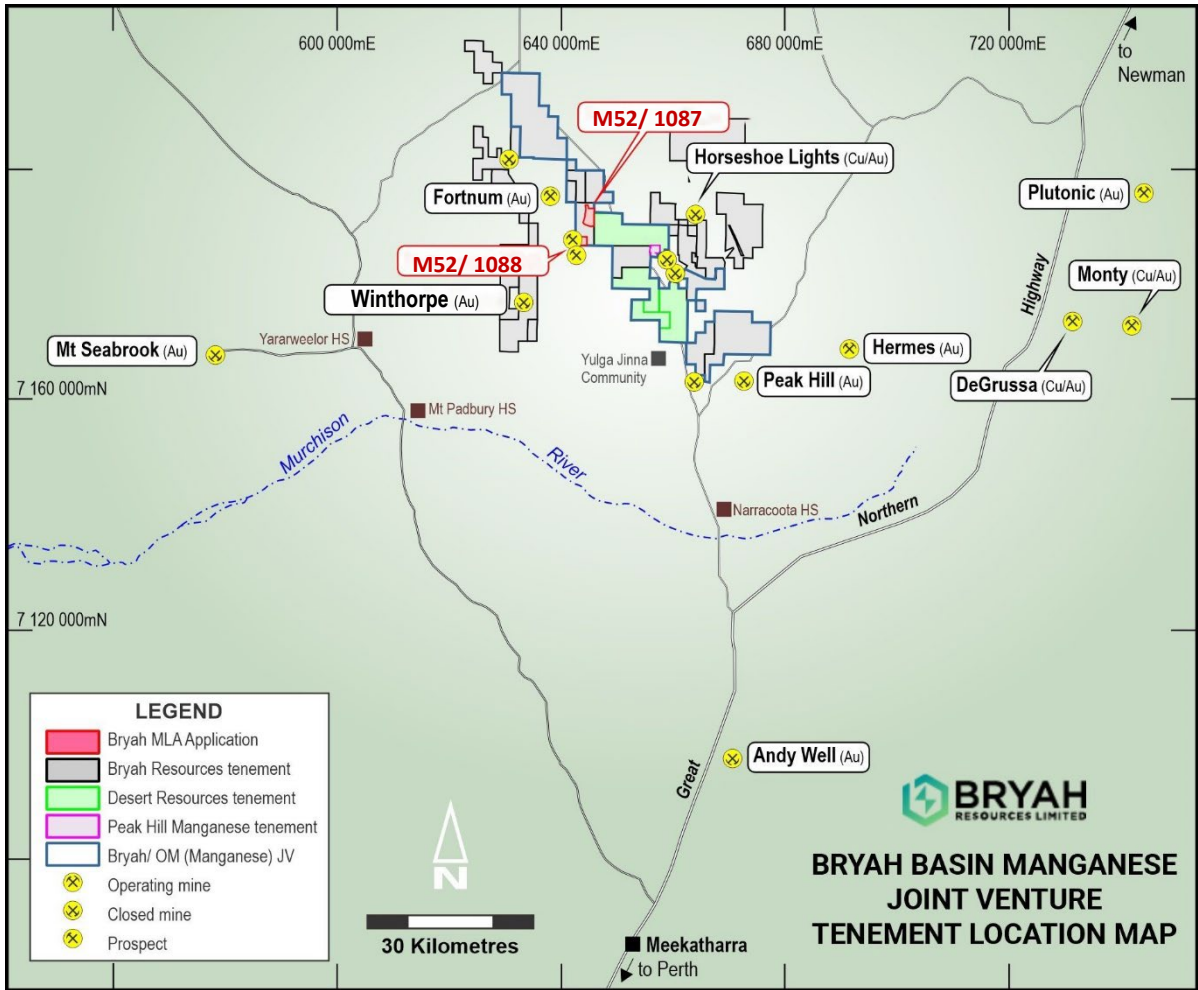 600 000mE
640 000mE
680 000mE
720 000mE
to
Newman
M52/ 1087
Horseshoe Lights (Cu/Au)
Fortnum (Au)
Plutonic (Au)
M52/ 1088
Monty (Cu/Au)
Winthorpe (Au)
Highway
Mt Seabrook (Au)
Yararweelor HS
Yulga Jinna
Community
Hermes (Au)
Peak Hill (Au)
DeGrussa (Cu/Au)
7 160 000mN
Mt Padbury HS
Murchison
River
Narracoota HS
Northern
7 120 000mN
LEGEND
Bryah MLA Application
Bryah Resources tenement
Desert Resources tenement
Peak Hill Manganese tenement
Bryah/ OM (Manganese) JV
Operating mine
Closed mine
Prospect
Andy Well (Au)
Great
N
30 Kilometres
BRYAH
RESOURCES LIMITED
BRYAH BASIN MANGANESE
JOINT VENTURE
TENEMENT LOCATION MAP
Meekatharra
to Perth